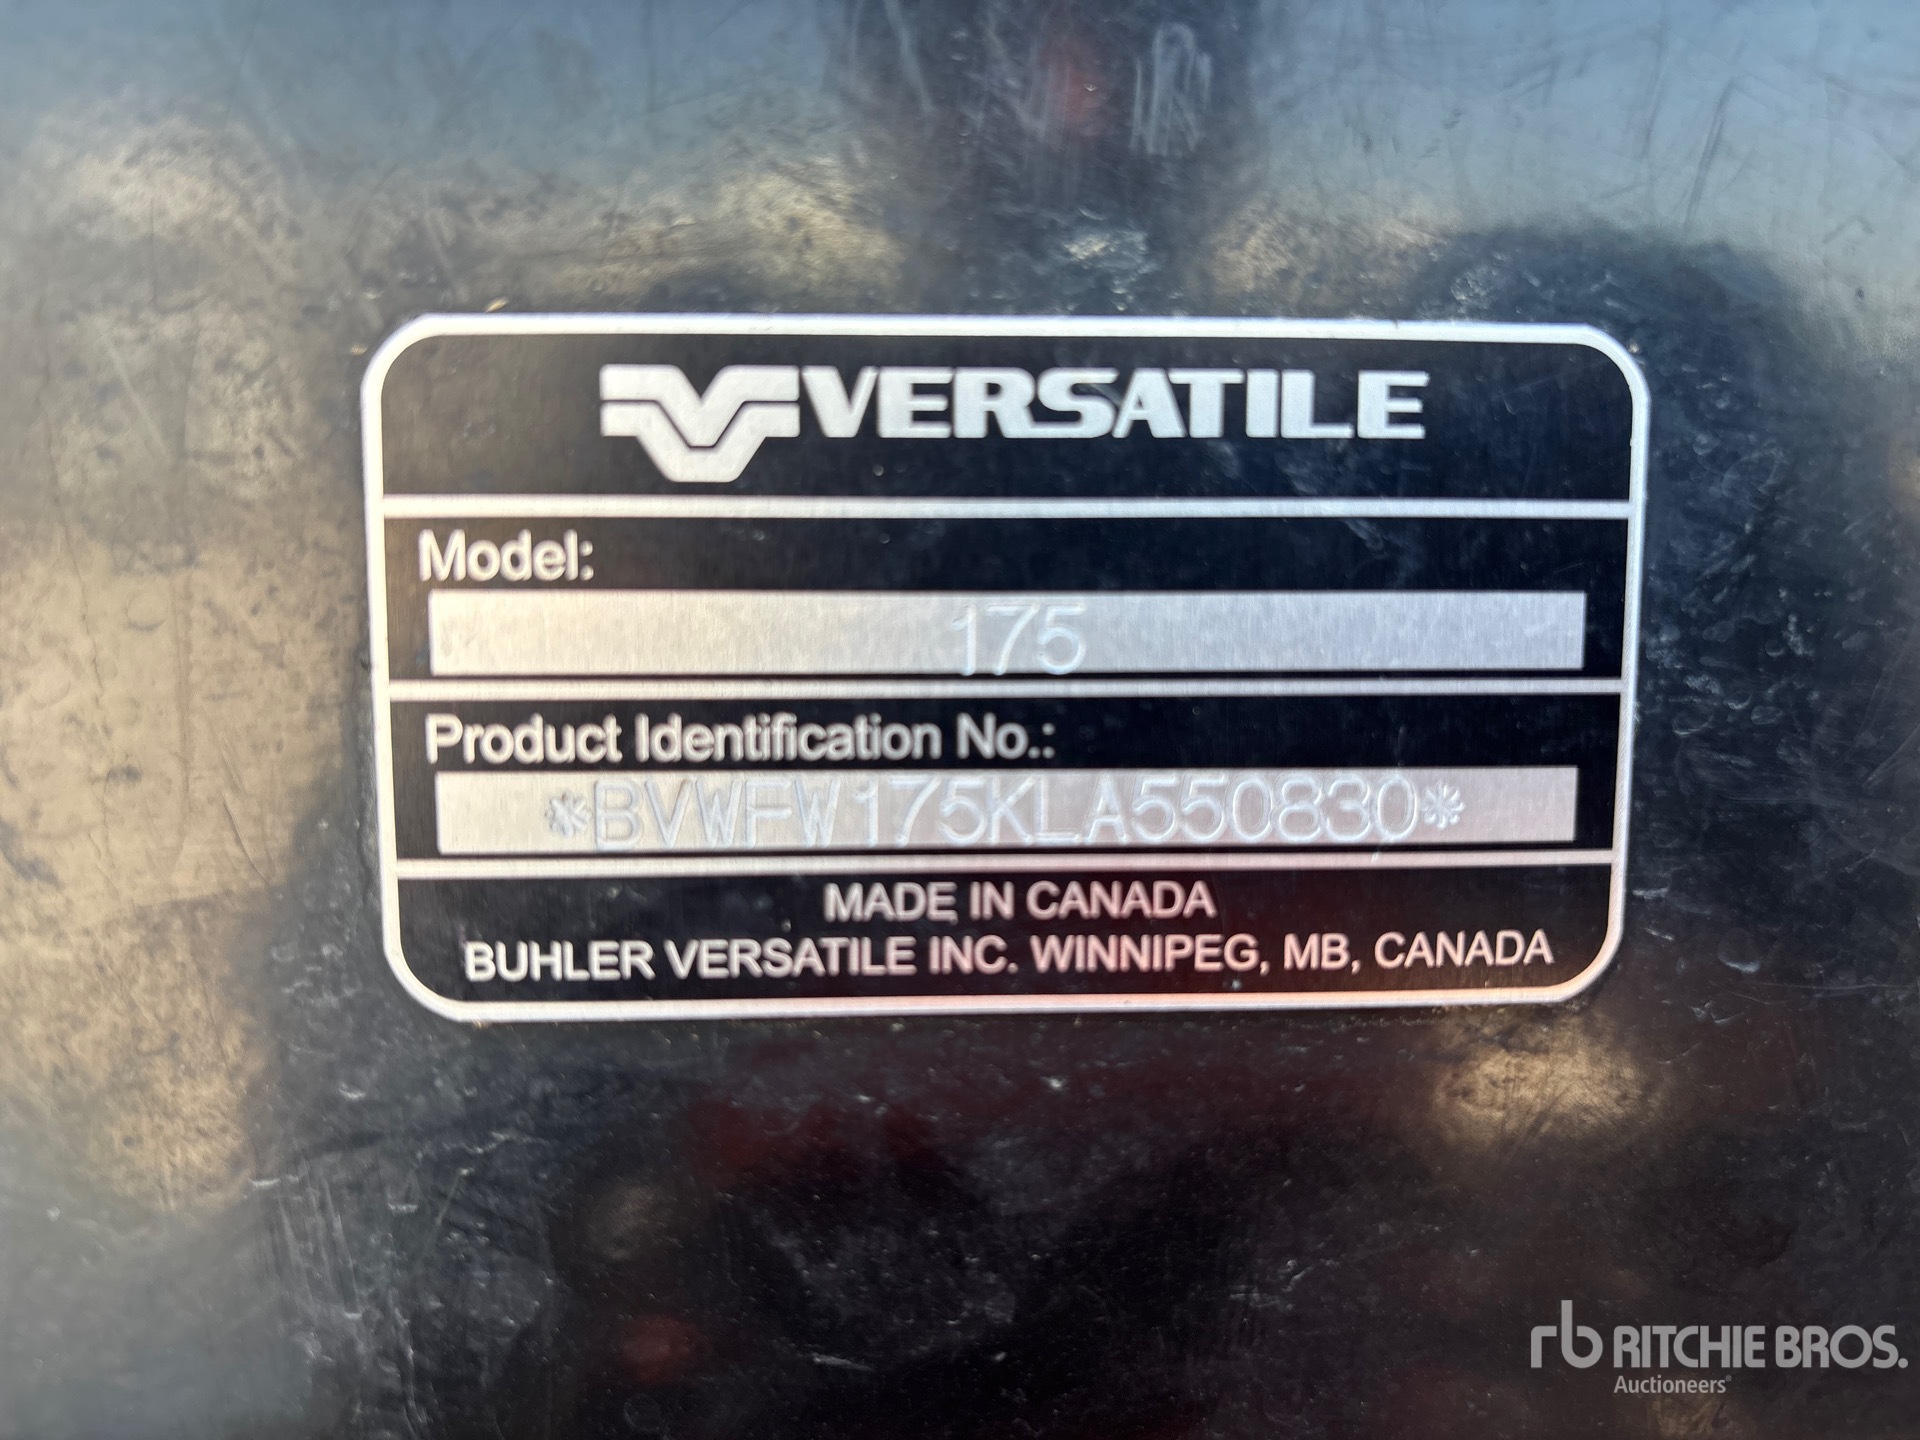 VERSATILE
Model:
175
Product Identification No.:
*BVWFW175KLA550830*
MADE IN CANADA
BUHLER VERSATILE INC. WINNIPEG, MB, CANADA
rb RITCHIE BROS.
Auctioneers